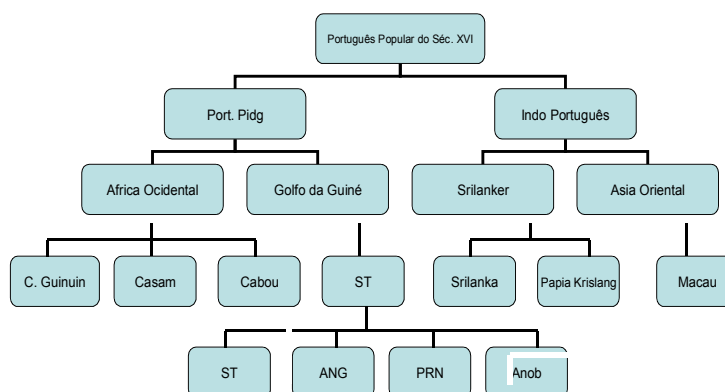 Português Popular do Séc. XVI
Port. Pidg
Indo Português
Africa Ocidental
Golfo da Guiné
Srilanker
Asia Oriental
C. Guinuin
Casam
Cabou
ST
Srilanka
Papia Krislang
Macau
ST
ANG
PRN
Anob